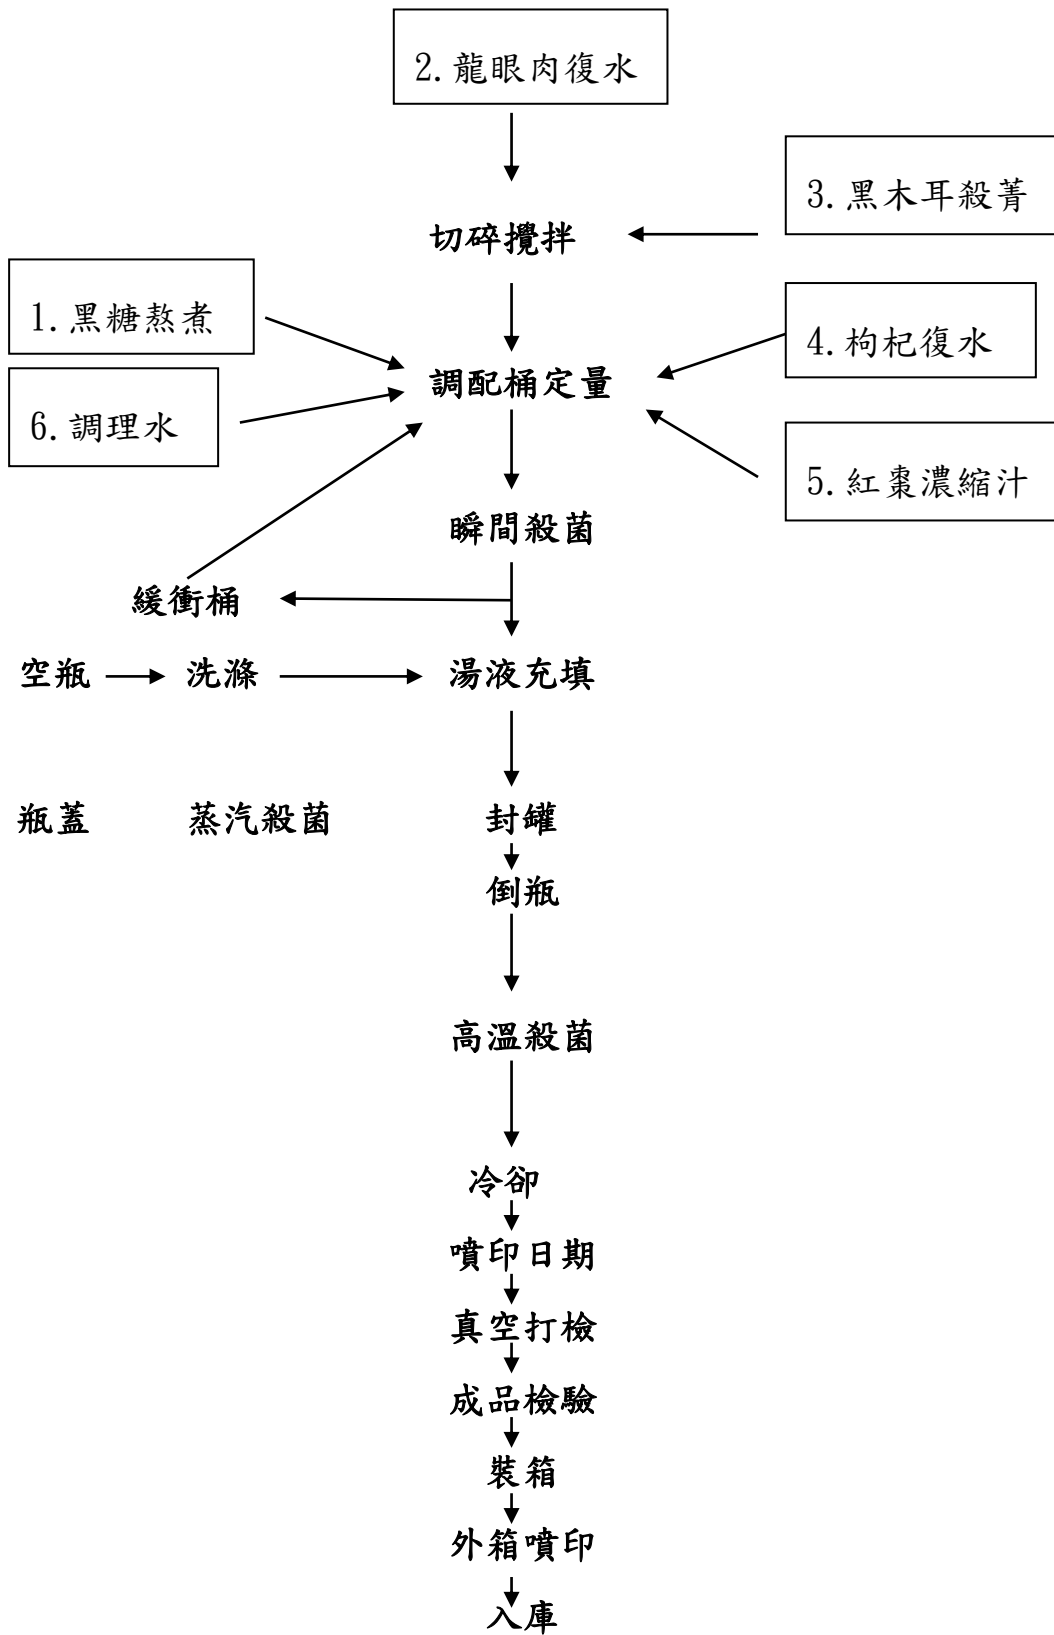 2.龍眼肉復水
3.黑木耳殺菁
切碎攪拌
1.黑糖熬煮
4.枸杞復水
調配桶定量
6.調理水
5.紅棗濃縮汁
瞬間殺菌
緩衝桶
空瓶 洗滌 湯液充填
瓶蓋 蒸汽殺菌 封罐
倒瓶
高溫殺菌
冷卻
噴印日期
真空打檢
成品檢驗
裝箱
外箱噴印
入庫